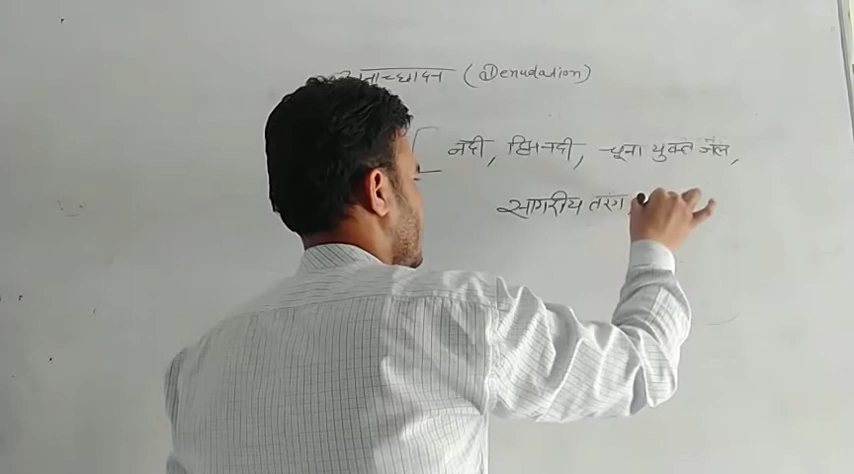 (Denudation)
नदी, हिमनदी, चूना युक्त जल,
सागरीय तरंग,